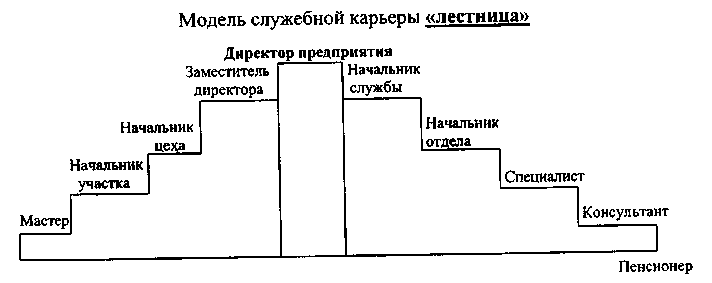 Модель служебной карьеры «лестница»
Директор предприятия
Заместитель
директора
Начальник
службы
Начальник
цеха
Начальник
отдела
Начальник
участка
Специалист
Мастер
Консультант
Пенсионер